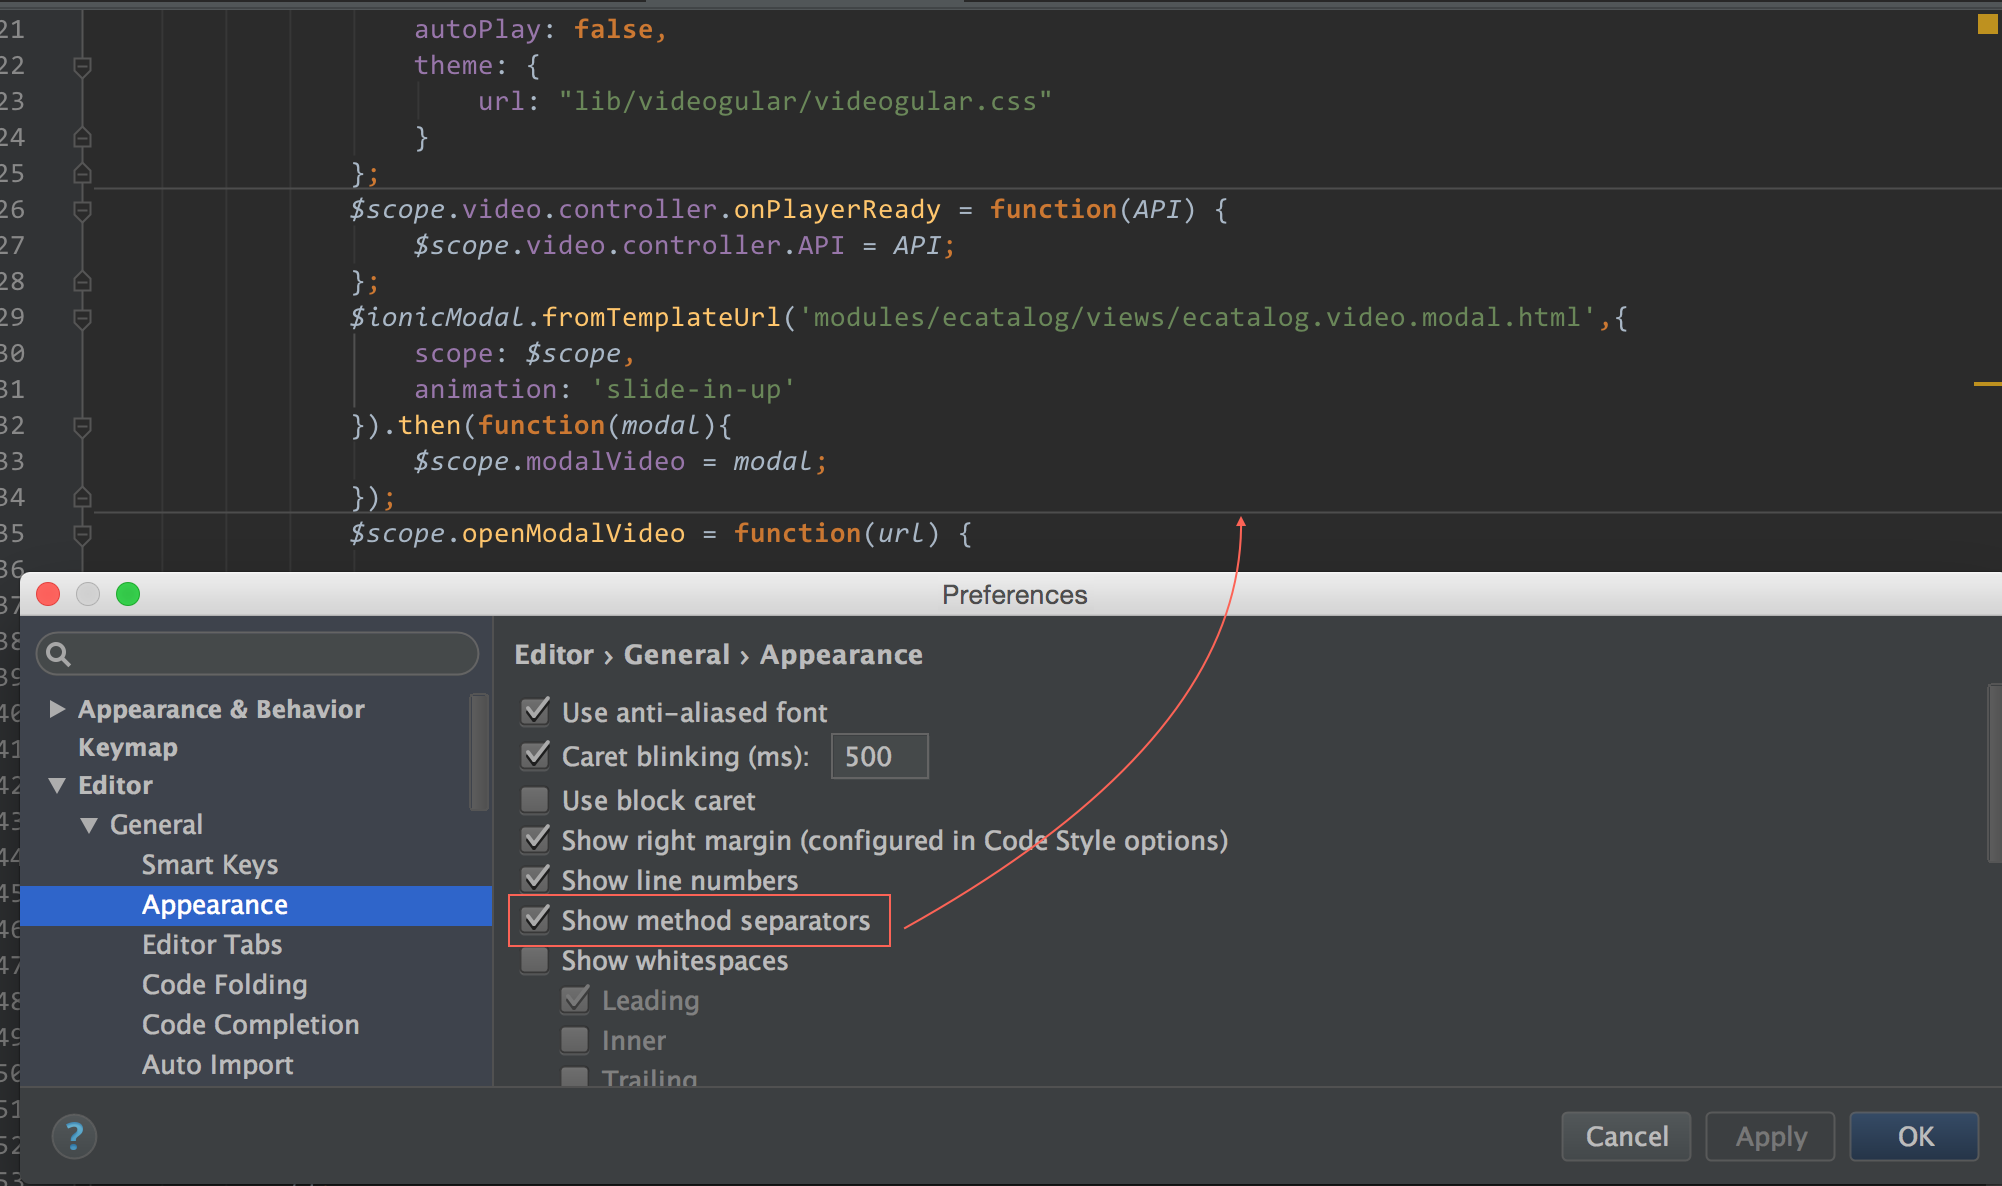 21 autoPlay: false,
22 theme: {
23 url: "lib/videogular/videogular.css"
24 }
25 };
26 $scope.video.controller.onPlayerReady = function(API) {
27 $scope.video.controller.API = API;
28 };
29 $ionicModal.fromTemplateUrl('modules/ecatalog/views/ecatalog.video.modal.html',{
30 scope: $scope,
31 animation: 'slide-in-up'
32 }).then(function(modal){
33 $scope.modalVideo = modal;
34 });
35 $scope.openModalVideo = function(url) {
36
37
38
39
40
41
42
43
44
45
46
47
48
49
50
51
52
53
Preferences
Appearance & Behavior
Keymap
Editor
General
Smart Keys
Appearance
Editor Tabs
Code Folding
Code Completion
Auto Import
Editor › General › Appearance
Use anti-aliased font
Caret blinking (ms): 500
Use block caret
Show right margin (configured in Code Style options)
Show line numbers
Show method separators
Show whitespaces
Leading
Inner
Trailing
?
Cancel
Apply
OK